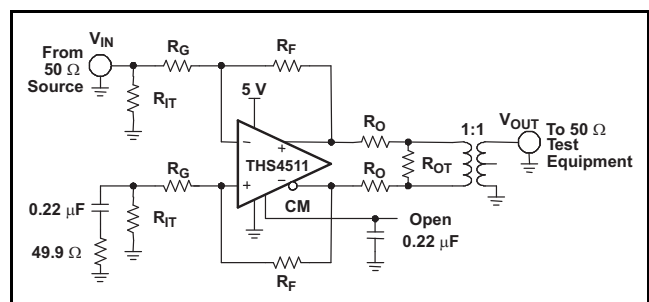 From
50 Ω
Source
V_IN
R_G
R_F
R_IT
5 V
−
+
THS4511
+
−
CM
R_O
R_O
R_OT
1:1
V_OUT
To 50 Ω
Test
Equipment
R_G
R_IT
0.22 µF
49.9 Ω
Open
0.22 µF
R_F